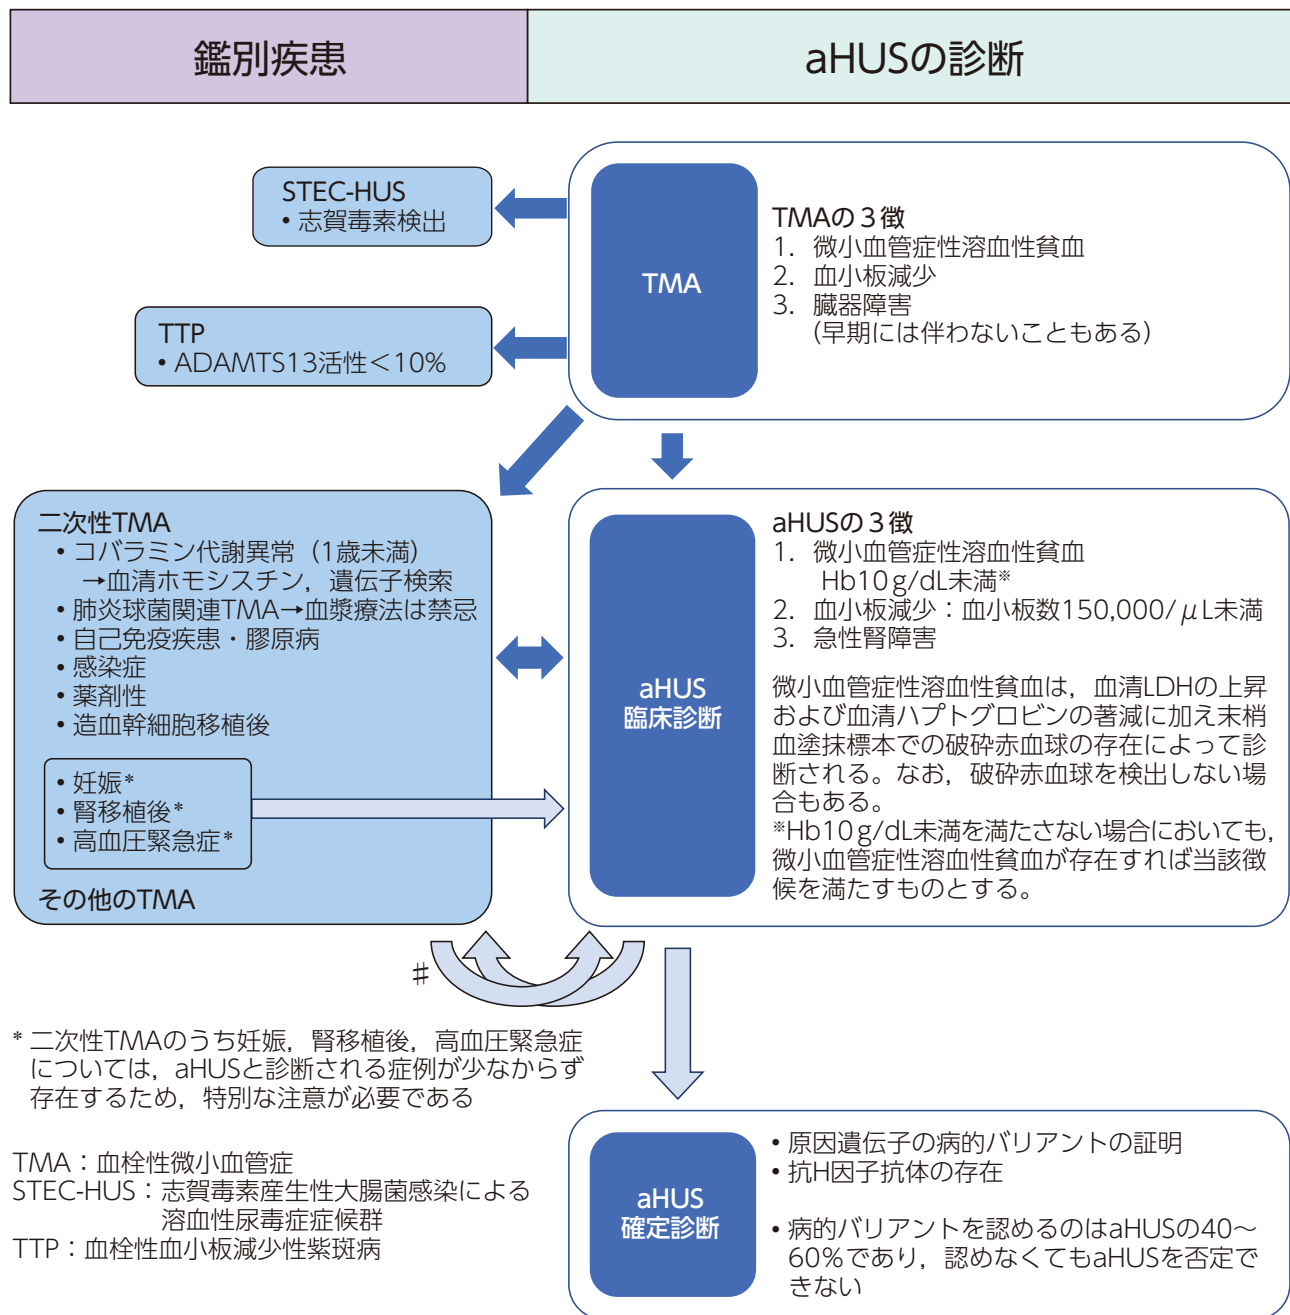 鑑別疾患
aHUSの診断
STEC-HUS
• 志賀毒素検出
TTP
• ADAMTS13活性＜10%
TMA
TMAの３徴
1. 微小血管症性溶血性貧血
2. 血小板減少
3. 臓器障害
(早期には伴わないこともある)
二次性TMA
• コバラミン代謝異常（1歳未満）
→血清ホモシスチン，遺伝子検索
• 肺炎球菌関連TMA→血漿療法は禁忌
• 自己免疫疾患・膠原病
• 感染症
• 薬剤性
• 造血幹細胞移植後
• 妊娠*
• 腎移植後*
• 高血圧緊急症*
その他のTMA
aHUS
臨床診断
aHUSの３徴
1. 微小血管症性溶血性貧血
Hb10g/dL未満※
2. 血小板減少：血小板数150,000/μL未満
3. 急性腎障害
微小血管症性溶血性貧血は，血清LDHの上昇
および血清ハプトグロビンの著減に加え末梢
血塗抹標本での破砕赤血球の存在によって診
断される。なお，破砕赤血球を検出しない場
合もある。
※Hb10g/dL未満を満たさない場合においても，
微小血管症性溶血性貧血が存在すれば当該徴
候を満たすものとする。
#
* 二次性TMAのうち妊娠，腎移植後，高血圧緊急症
については，aHUSと診断される症例が少なからず
存在するため，特別な注意が必要である
TMA：血栓性微小血管症
STEC-HUS：志賀毒素産生性大腸菌感染による
溶血性尿毒症症候群
TTP：血栓性血小板減少性紫斑病
aHUS
確定診断
• 原因遺伝子の病的バリアントの証明
• 抗H因子抗体の存在
• 病的バリアントを認めるのはaHUSの40～
60%であり，認めなくてもaHUSを否定で
きない